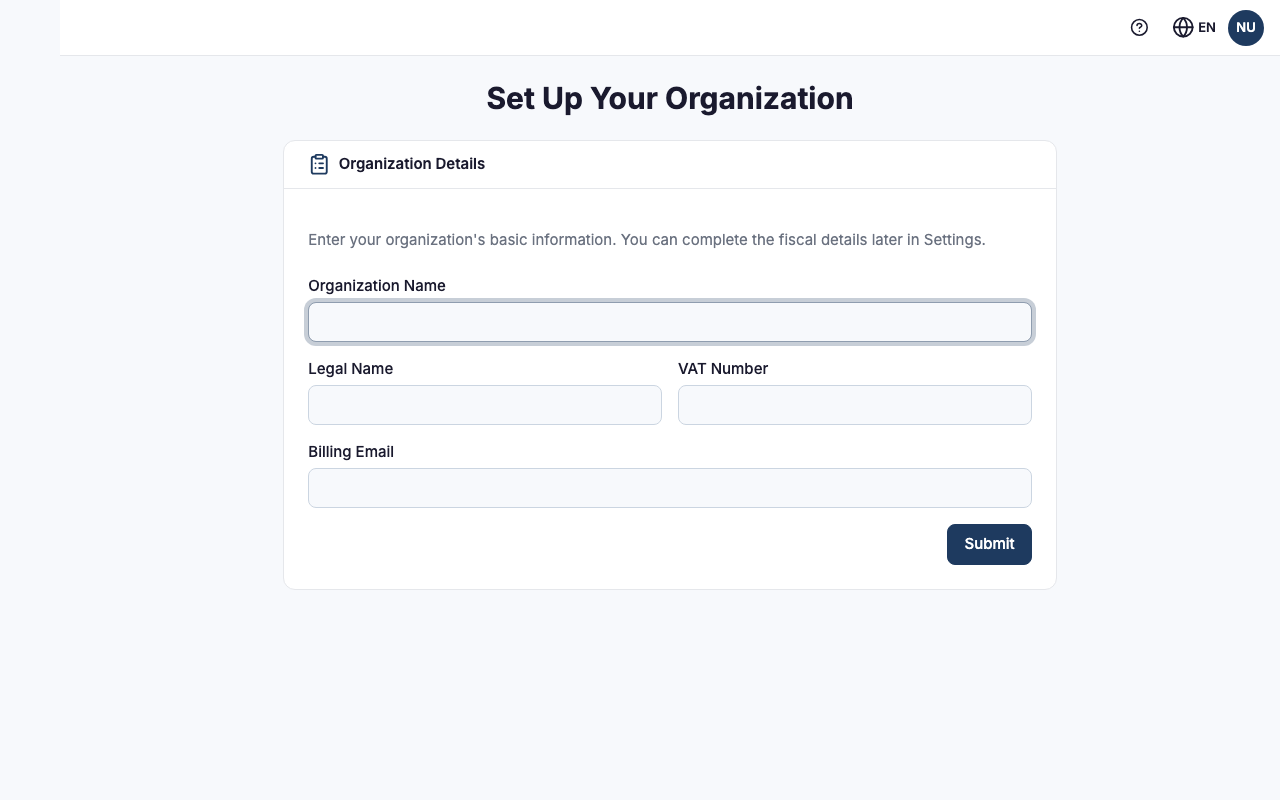 EN
NU
Set Up Your Organization
Organization Details
Enter your organization's basic information. You can complete the fiscal details later in Settings.
Organization Name
Legal Name
VAT Number
Billing Email
Submit